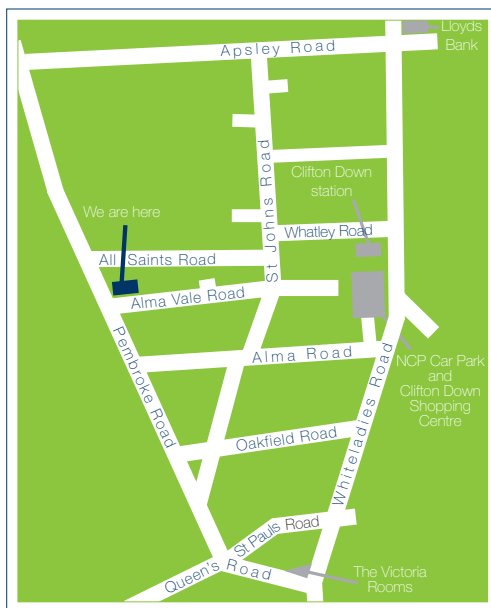 Lloyds
Bank
Apsley Road
St Johns Road
Clifton Down
station
We are here
Whatley Road
All Saints Road
Alma Vale Road
Pembroke Road
Alma Road
NCP Car Park
and
Clifton Down
Shopping
Centre
Whiteladies Road
Oakfield Road
St Pauls Road
Queen's Road
The Victoria
Rooms